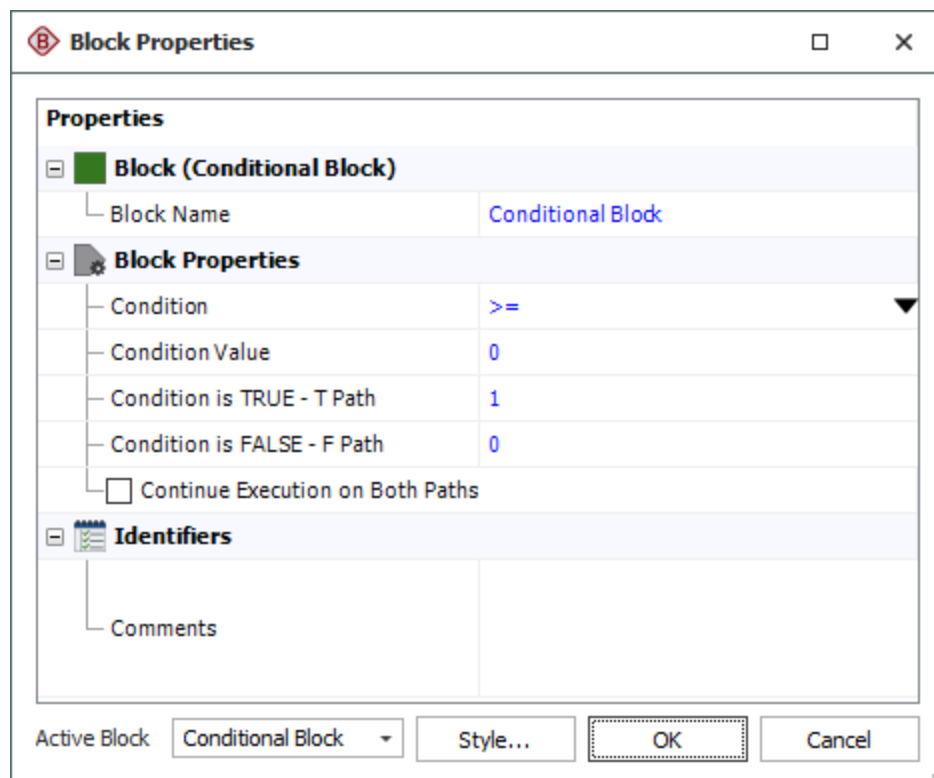 B Block Properties
Properties
Block (Conditional Block)
Block Name Conditional Block
Block Properties
Condition >=
Condition Value 0
Condition is TRUE - T Path 1
Condition is FALSE - F Path 0
Continue Execution on Both Paths
Identifiers
Comments
Active Block Conditional Block Style... OK Cancel